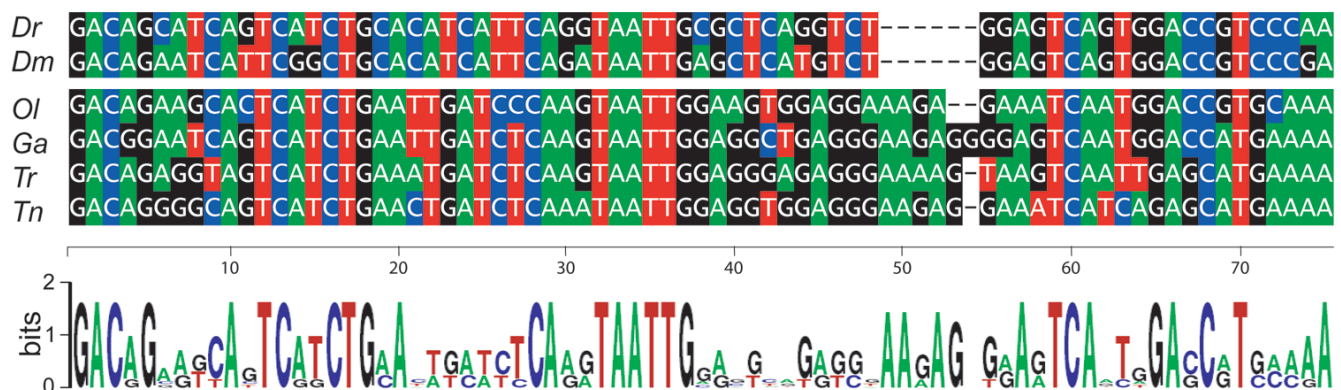 Dr GACAGCATCAGTCATCTGCACATCATTCAGGTAATTGCGCTCAGGTCT------GGAGTCAGTGGACCGTCCCAA
Dm GACAGAATCATTCGGCTGCACATCATTCAGATAATTGAGCTCATGTCT------GGAGTCAGTGGACCGTCCCGA
Ol GACAGAAGCACTCATCTGAATTGATCCCAAGTAATTGGAAGTGGAGGAAAGA--GAAATCAATGGACCGTGCAAA
Ga GACGGAATCAGTCATCTGAATTGATCTCAAGTAATTGGAGGCTGAGGGAAGAGGGGAGTCAATGGACCATGAAAA
Tr GACAGAGGTAGTCATCTGAAATGATCTCAAGTAATTGGAGGGAGAGGGAAAAG-TAAGTCAATTGAGCATGAAAA
Tn GACAGGGGCAGTCATCTGAACTGATCTCAAATAATTGGAGGTGGAGGGAAGAG-GAAATCATCAGAGCATGAAAA
10 20 30 40 50 60 70
2
1
0
bits